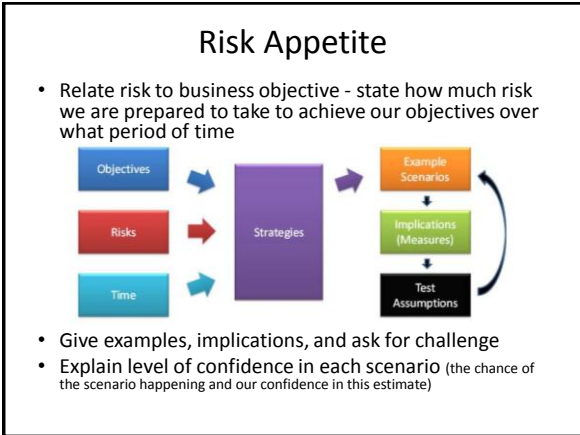 Risk Appetite
• Relate risk to business objective - state how much risk
we are prepared to take to achieve our objectives over
what period of time
Objectives
Risks
Time
Strategies
Example
Scenarios
Implications
(Measures)
Test
Assumptions
• Give examples, implications, and ask for challenge
• Explain level of confidence in each scenario (the chance of
the scenario happening and our confidence in this estimate)